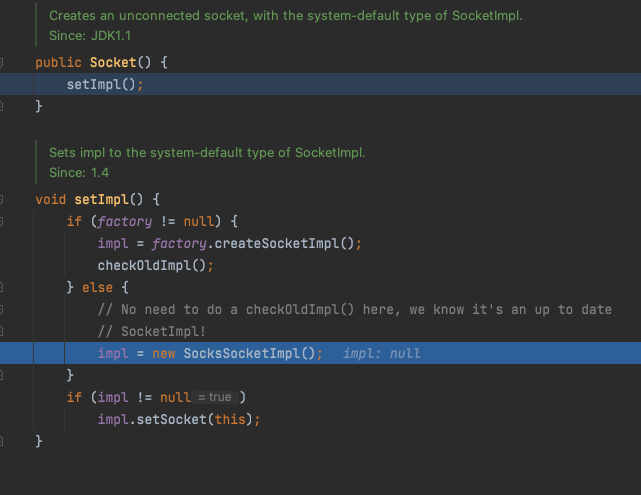 Creates an unconnected socket, with the system-default type of SocketImpl.
Since: JDK1.1
public Socket() {
setImpl();
}
Sets impl to the system-default type of SocketImpl.
Since: 1.4
void setImpl() {
if (factory != null) {
impl = factory.createSocketImpl();
checkOldImpl();
} else {
// No need to do a checkOldImpl() here, we know it's an up to date
// SocketImpl!
impl = new SocksSocketImpl();  impl: null
}
if (impl != null = true )
impl.setSocket(this);
}